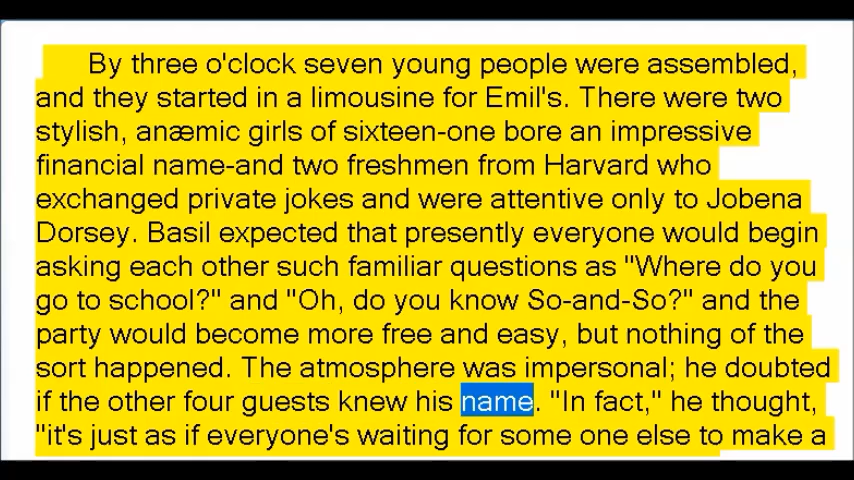 By three o'clock seven young people were assembled,
and they started in a limousine for Emil's. There were two
stylish, anæmic girls of sixteen-one bore an impressive
financial name-and two freshmen from Harvard who
exchanged private jokes and were attentive only to Jobena
Dorsey. Basil expected that presently everyone would begin
asking each other such familiar questions as "Where do you
go to school?" and "Oh, do you know So-and-So?" and the
party would become more free and easy, but nothing of the
sort happened. The atmosphere was impersonal; he doubted
if the other four guests knew his name. "In fact," he thought,
"it's just as if everyone's waiting for some one else to make a